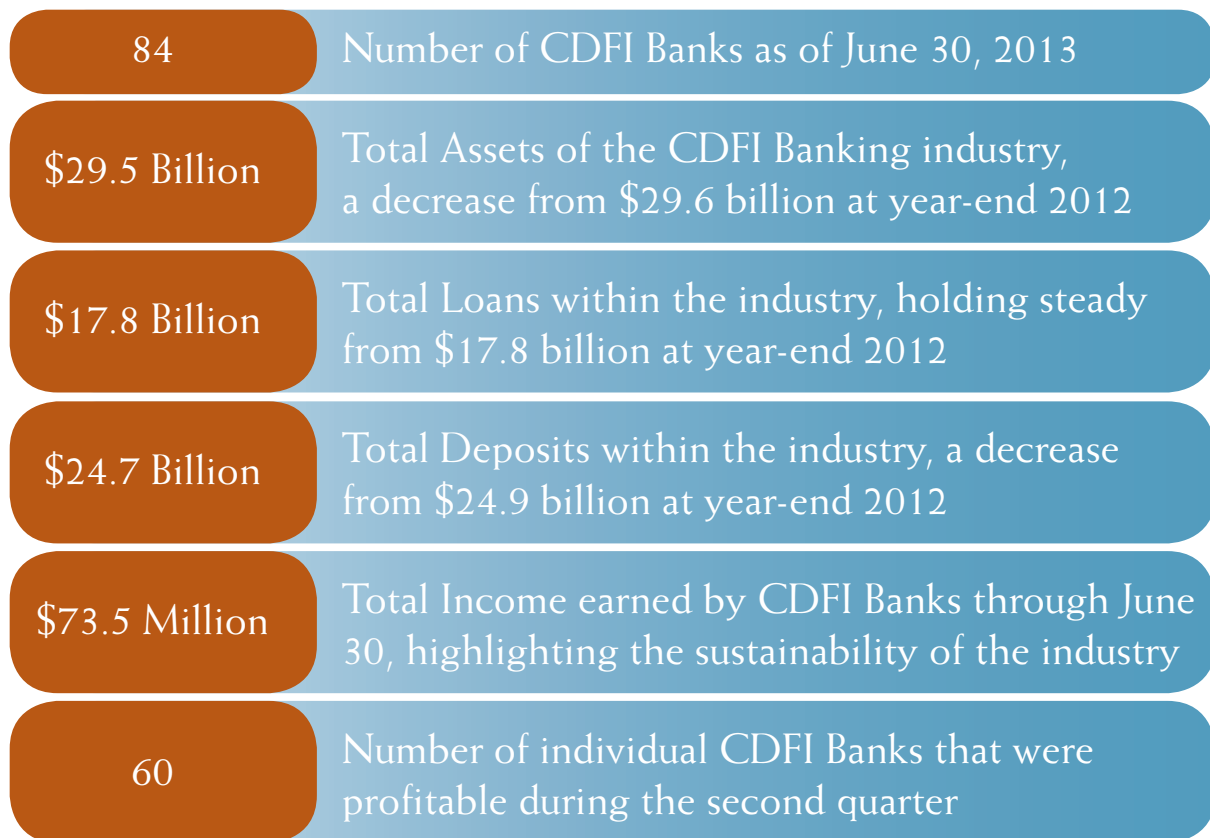 84
Number of CDFI Banks as of June 30, 2013
$29.5 Billion
Total Assets of the CDFI Banking industry,
a decrease from $29.6 billion at year-end 2012
$17.8 Billion
Total Loans within the industry, holding steady
from $17.8 billion at year-end 2012
$24.7 Billion
Total Deposits within the industry, a decrease
from $24.9 billion at year-end 2012
$73.5 Million
Total Income earned by CDFI Banks through June
30, highlighting the sustainability of the industry
60
Number of individual CDFI Banks that were
profitable during the second quarter